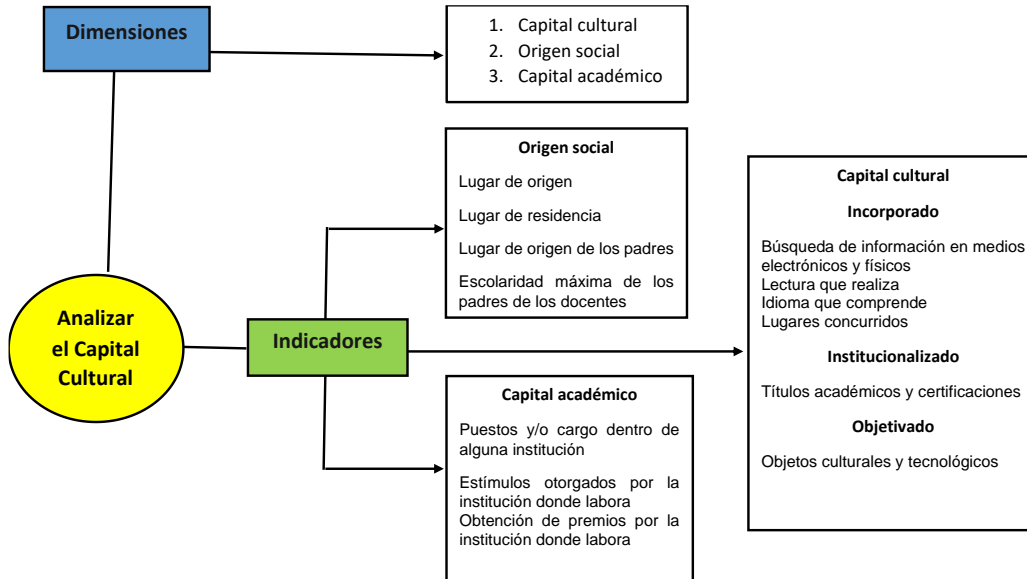 Dimensiones
1. Capital cultural
2. Origen social
3. Capital académico
Origen social
Lugar de origen
Lugar de residencia
Lugar de origen de los padres
Escolaridad máxima de los
padres de los docentes
Capital cultural
Incorporado
Búsqueda de información en medios
electrónicos y físicos
Lectura que realiza
Idioma que comprende
Lugares concurridos
Institucionalizado
Títulos académicos y certificaciones
Objetivado
Objetos culturales y tecnológicos
Analizar
el Capital
Cultural
Indicadores
Capital académico
Puestos y/o cargo dentro de
alguna institución
Estímulos otorgados por la
institución donde labora
Obtención de premios por la
institución donde labora